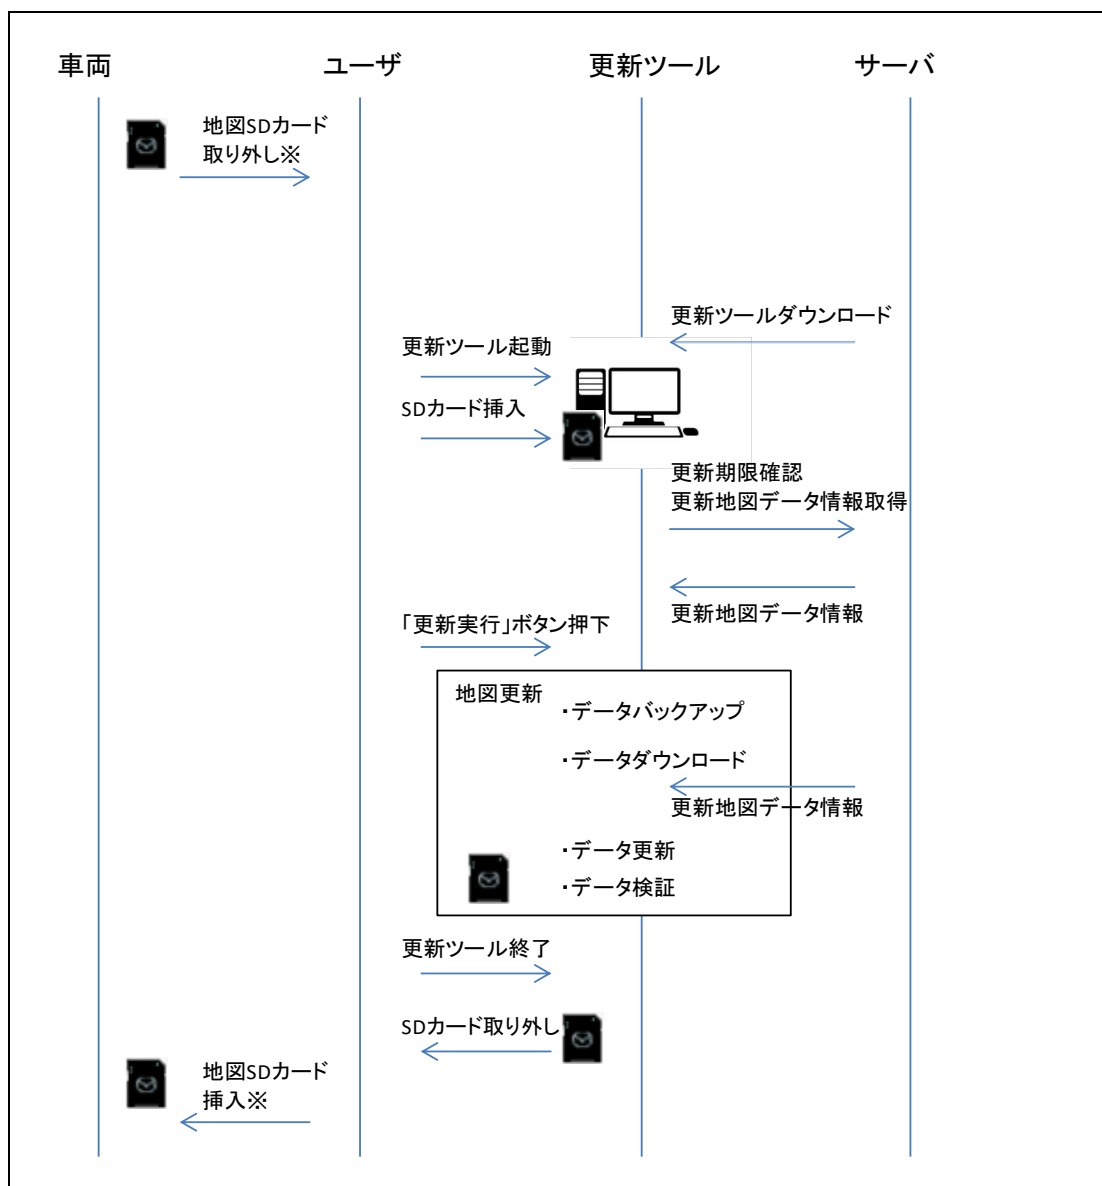 車両
ユーザ
更新ツール
サーバ
地図SDカード
取り外し※
更新ツールダウンロード
更新ツール起動
SDカード挿入
更新期限確認
更新地図データ情報取得
更新地図データ情報
「更新実行」ボタン押下
地図更新
・データバックアップ
・データダウンロード
更新地図データ情報
・データ更新
・データ検証
更新ツール終了
SDカード取り外し
地図SDカード
挿入※